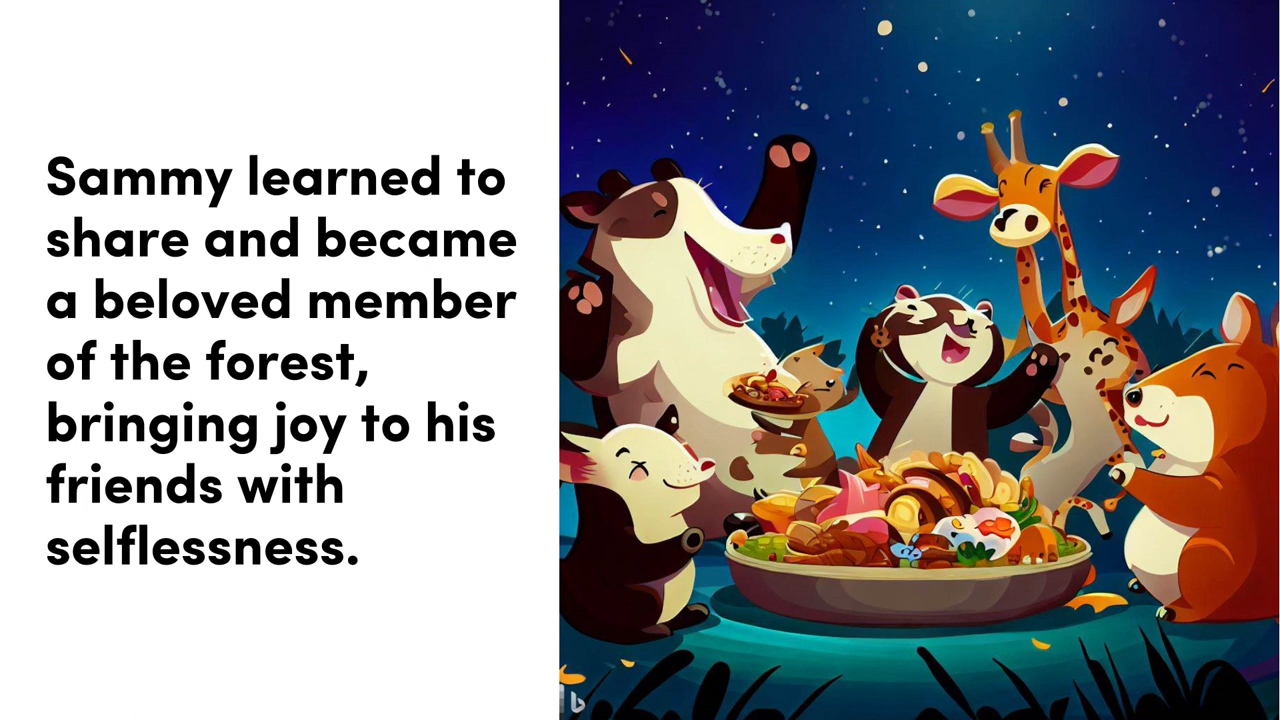 Sammy learned to
share and became
a beloved member
of the forest,
bringing joy to his
friends with
selflessness.
b